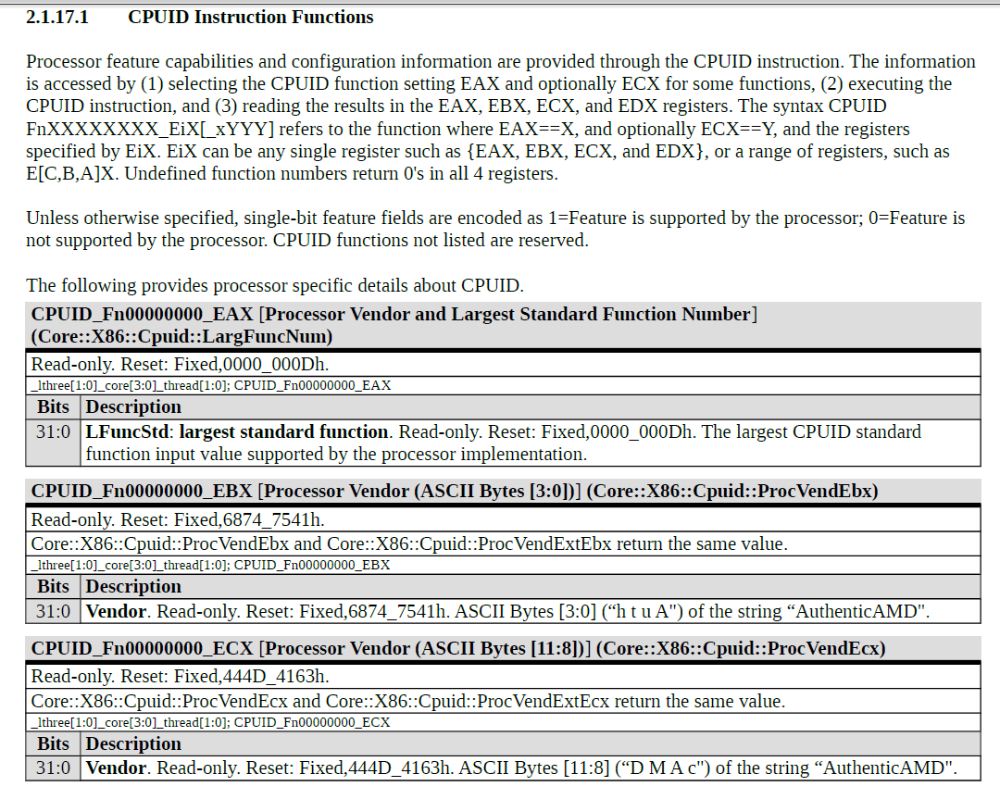 2.1.17.1 CPUID Instruction Functions
Processor feature capabilities and configuration information are provided through the CPUID instruction. The information
is accessed by (1) selecting the CPUID function setting EAX and optionally ECX for some functions, (2) executing the
CPUID instruction, and (3) reading the results in the EAX, EBX, ECX, and EDX registers. The syntax CPUID
FnXXXXXXXX_EiX[_xYYY] refers to the function where EAX==X, and optionally ECX==Y, and the registers
specified by EiX. EiX can be any single register such as {EAX, EBX, ECX, and EDX}, or a range of registers, such as
E[C,B,A]X. Undefined function numbers return 0's in all 4 registers.
Unless otherwise specified, single-bit feature fields are encoded as 1=Feature is supported by the processor; 0=Feature is
not supported by the processor. CPUID functions not listed are reserved.
The following provides processor specific details about CPUID.
CPUID_Fn00000000_EAX [Processor Vendor and Largest Standard Function Number]
(Core::X86::Cpuid::LargFuncNum)
Read-only. Reset: Fixed,0000_000Dh.
_lthree[1:0]_core[3:0]_thread[1:0]; CPUID_Fn00000000_EAX
Bits Description
31:0 LFuncStd: largest standard function. Read-only. Reset: Fixed,0000_000Dh. The largest CPUID standard
function input value supported by the processor implementation.
CPUID_Fn00000000_EBX [Processor Vendor (ASCII Bytes [3:0])] (Core::X86::Cpuid::ProcVendEbx)
Read-only. Reset: Fixed,6874_7541h.
Core::X86::Cpuid::ProcVendEbx and Core::X86::Cpuid::ProcVendExtEbx return the same value.
_lthree[1:0]_core[3:0]_thread[1:0]; CPUID_Fn00000000_EBX
Bits Description
31:0 Vendor. Read-only. Reset: Fixed,6874_7541h. ASCII Bytes [3:0] (“h t u A") of the string “AuthenticAMD".
CPUID_Fn00000000_ECX [Processor Vendor (ASCII Bytes [11:8])] (Core::X86::Cpuid::ProcVendEcx)
Read-only. Reset: Fixed,444D_4163h.
Core::X86::Cpuid::ProcVendEcx and Core::X86::Cpuid::ProcVendExtEcx return the same value.
_lthree[1:0]_core[3:0]_thread[1:0]; CPUID_Fn00000000_ECX
Bits Description
31:0 Vendor. Read-only. Reset: Fixed,444D_4163h. ASCII Bytes [11:8] (“D M A c") of the string “AuthenticAMD".